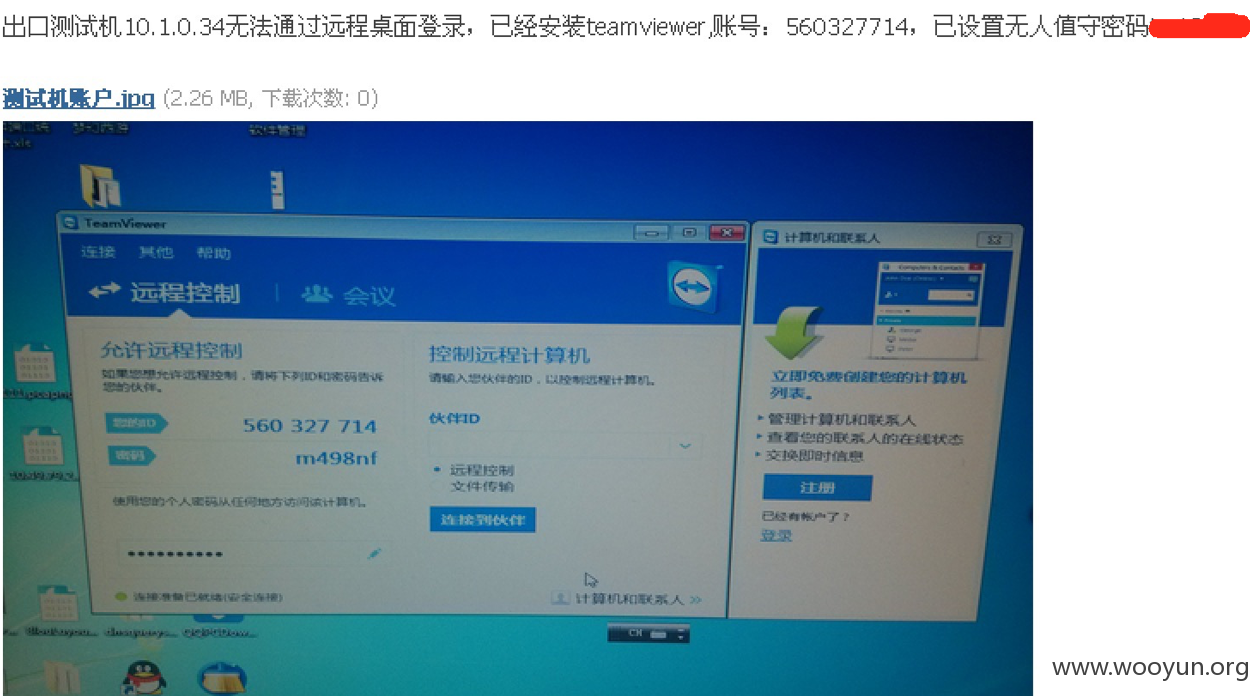 出口测试机10.1.0.34无法通过远程桌面登录，已经安装teamviewer,账号：560327714，已设置无人值守密码
测试机账户.jpg (2.26 MB, 下载次数: 0)
梦幻西游
软件管理
TeamViewer
连接 其他 帮助
远程控制
会议
允许远程控制
如果您想允许远程控制，请将下列ID和密码告诉
您的伙伴。
您的ID 560 327 714
密码 m498nf
使用您的个人密码从任何地方访问该计算机。
连接准备已就绪(安全连接)
控制远程计算机
请输入您伙伴的ID，以控制远程计算机。
伙伴ID
远程控制
文件传输
连接到伙伴
计算机和联系人 >>
计算机和联系人
Computers & Contacts
立即免费创建您的计算机
列表。
管理计算机和联系人
查看您的联系人的在线状态
交换即时信息
注册
已经有帐户了？
登录
CH
www.wooyun.org